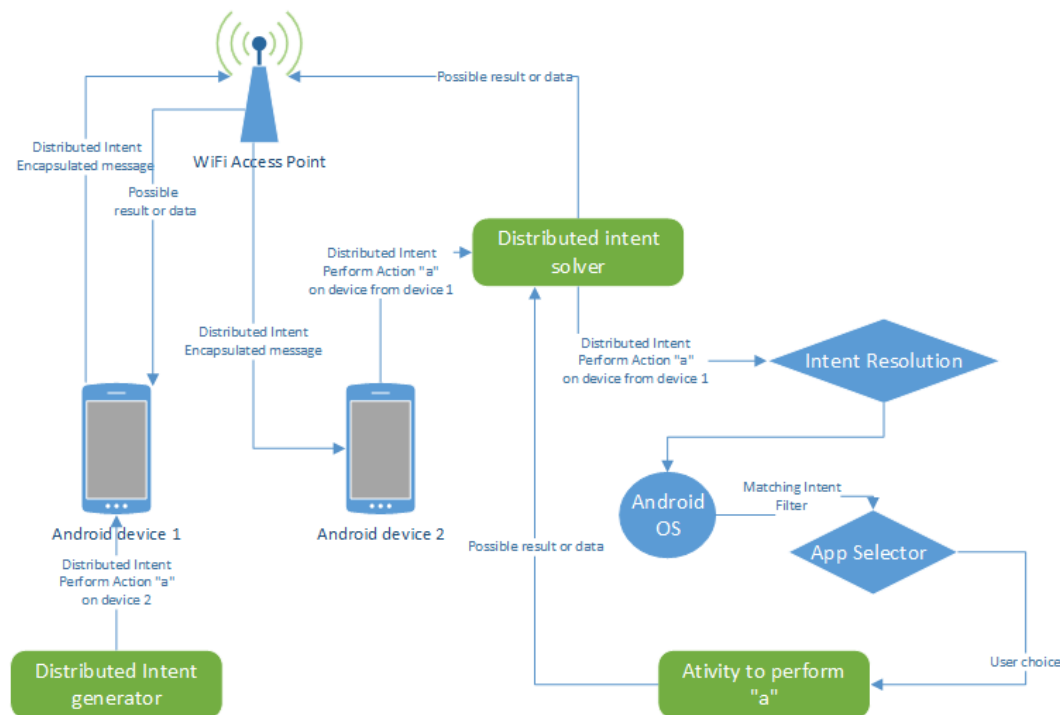 Possible result or data
Distributed Intent
Encapsulated message
WiFi Access Point
Possible
result or data
Distributed Intent
Perform Action "a"
on device from device 1
Distributed intent
solver
Distributed Intent
Encapsulated message
Distributed Intent
Perform Action "a"
on device from device 1
Intent Resolution
Android
OS
Matching Intent
Filter
App Selector
Android device 1
Android device 2
Possible result or data
Distributed Intent
Perform Action "a"
on device 2
User choice
Distributed Intent
generator
Ativity to perform
"a"